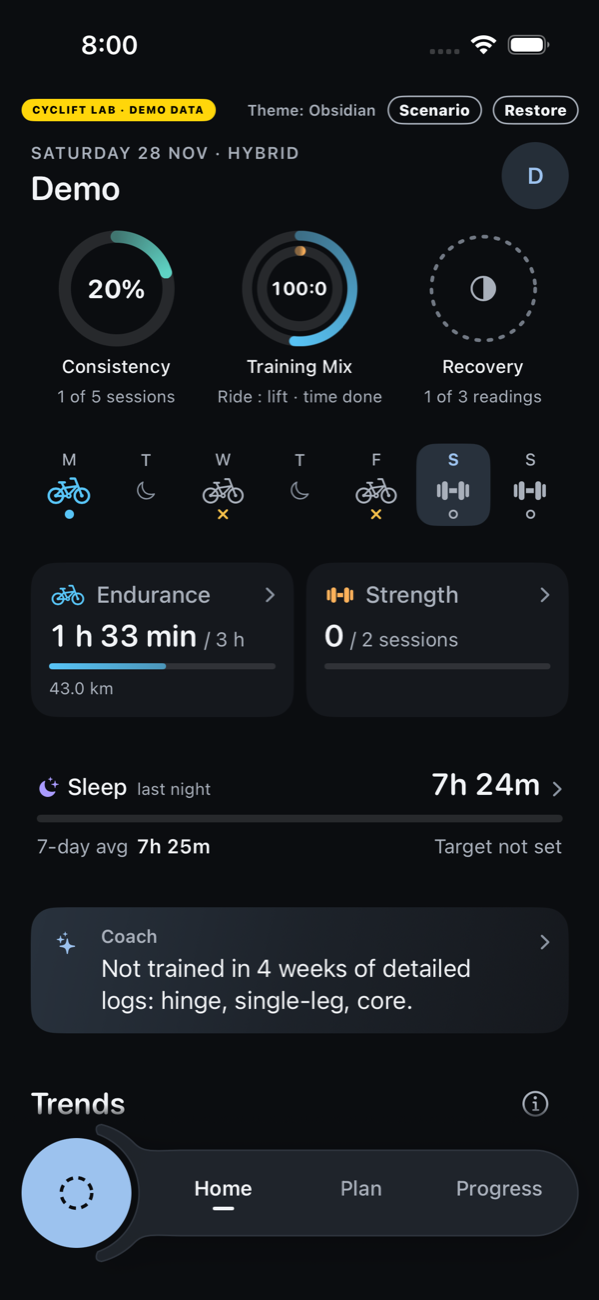 8:00
CYCLIFT LAB · DEMO DATA
Theme: Obsidian
Scenario
Restore
SATURDAY 28 NOV · HYBRID
Demo
D
20%
100:0
Consistency
Training Mix
Recovery
1 of 5 sessions
Ride : lift · time done
1 of 3 readings
M T W T F S S
Endurance
1 h 33 min / 3 h
43.0 km
Strength
0 / 2 sessions
Sleep last night
7h 24m
7-day avg 7h 25m
Target not set
Coach
Not trained in 4 weeks of detailed
logs: hinge, single-leg, core.
Trends
Home
Plan
Progress